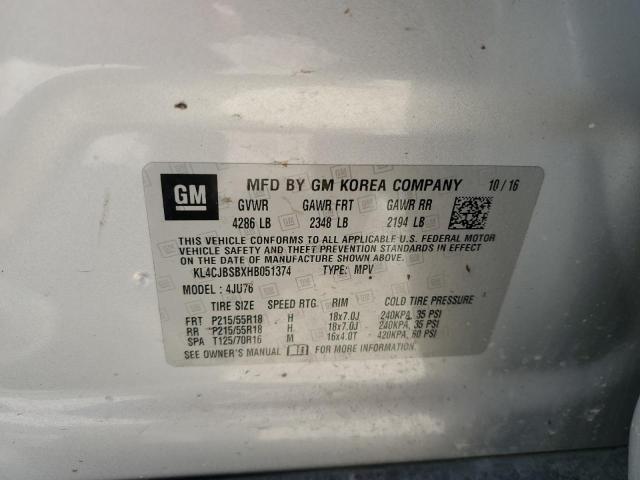 GM MFD BY GM KOREA COMPANY 10/16
GVWR GAWR FRT GAWR RR
4286 LB 2348 LB 2194 LB
THIS VEHICLE CONFORMS TO ALL APPLICABLE U.S. FEDERAL MOTOR
VEHICLE SAFETY AND THEFT PREVENTION STANDARDS IN EFFECT
ON THE DATE OF MANUFACTURE SHOWN ABOVE.
KL4CJBSBXHB051374 TYPE: MPV
MODEL: 4JU76
TIRE SIZE SPEED RTG. RIM COLD TIRE PRESSURE
FRT P215/55R18 H 18x7.0J 240KPA, 35 PSI
RR P215/55R18 H 18x7.0J 240KPA, 35 PSI
SPA T125/70R16 M 16x4.0T 420KPA, 60 PSI
SEE OWNER'S MANUAL FOR MORE INFORMATION.